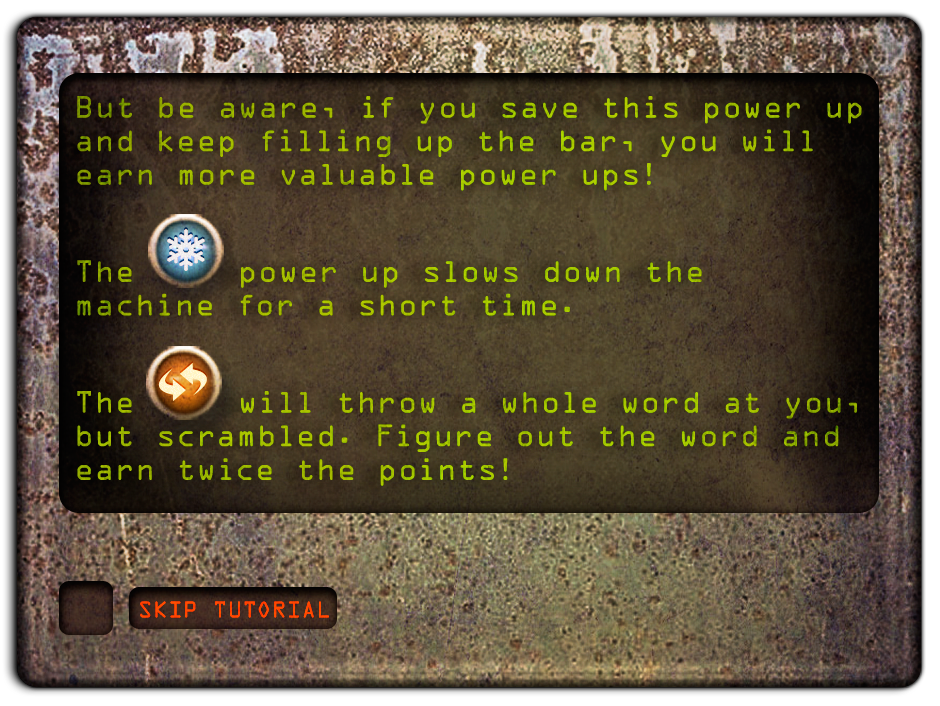 But be aware, if you save this power up
and keep filling up the bar, you will
earn more valuable power ups!
The power up slows down the
machine for a short time.
The will throw a whole word at you,
but scrambled. Figure out the word and
earn twice the points!
SKIP TUTORIAL